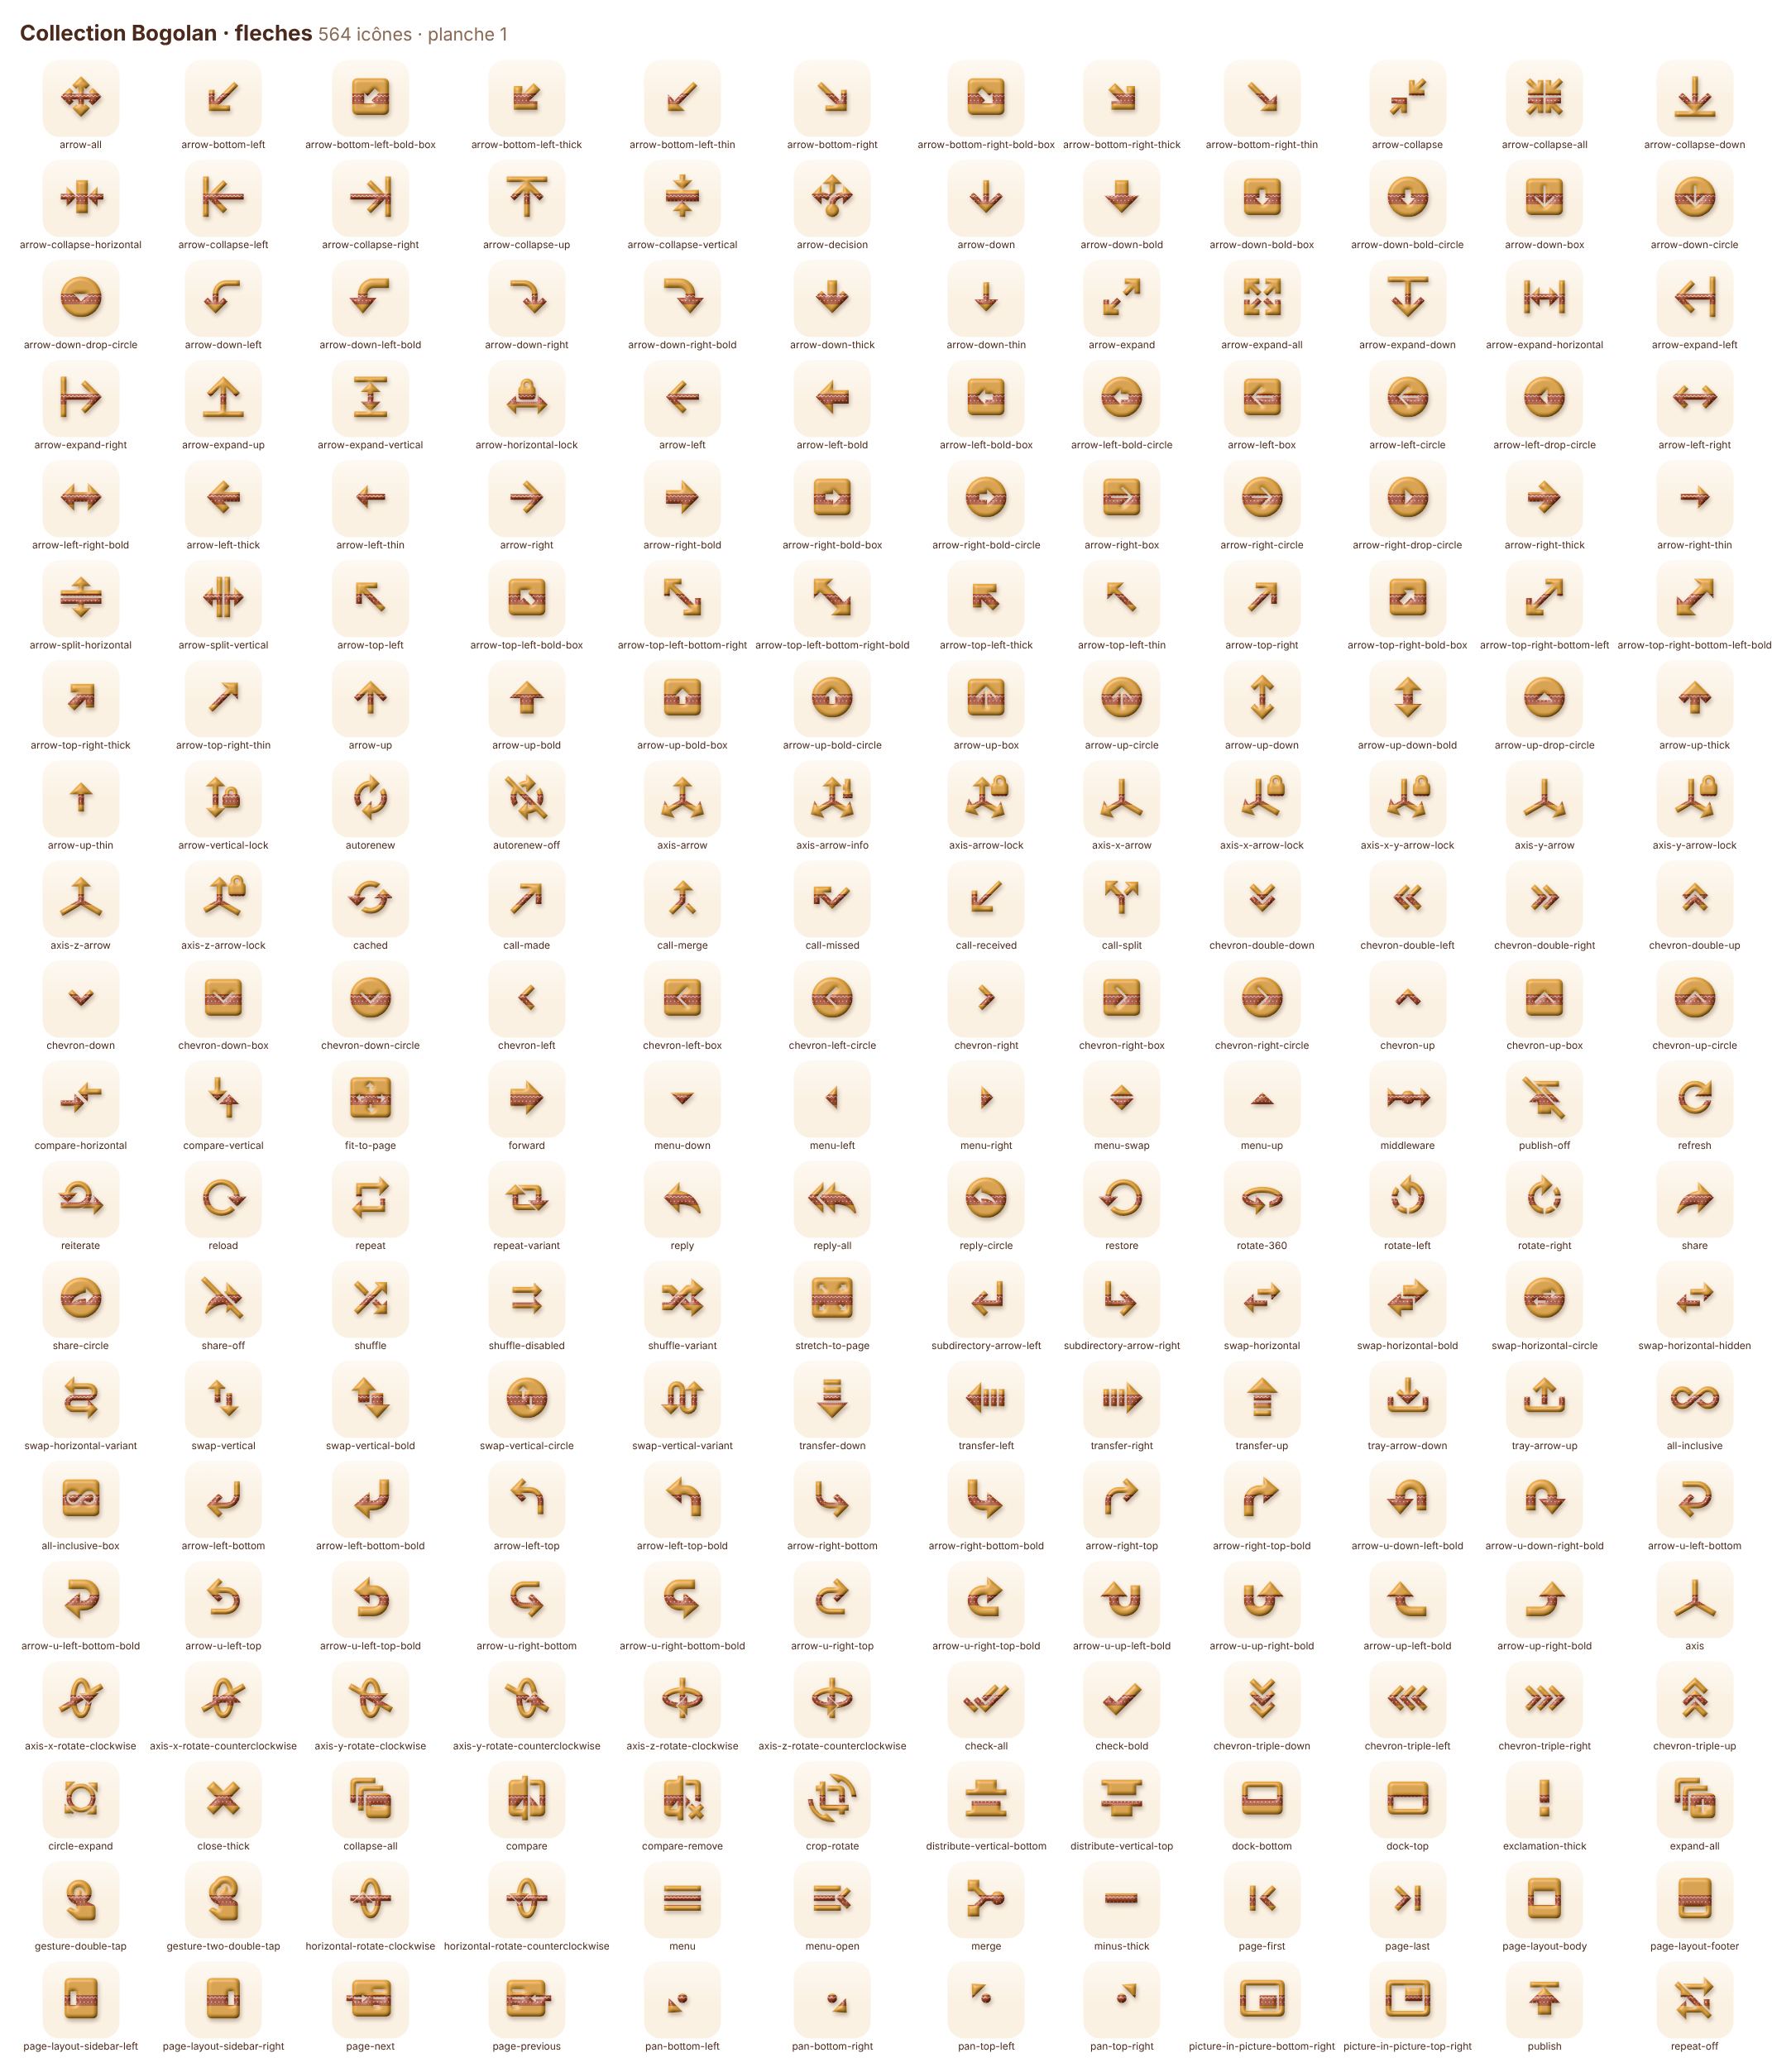 Collection Bogolan · fleches 564 icônes · planche 1
arrow-all arrow-bottom-left arrow-bottom-left-bold-box arrow-bottom-left-thick arrow-bottom-left-thin arrow-bottom-right arrow-bottom-right-bold-box arrow-bottom-right-thick arrow-bottom-right-thin arrow-collapse arrow-collapse-all arrow-collapse-down
arrow-collapse-horizontal arrow-collapse-left arrow-collapse-right arrow-collapse-up arrow-collapse-vertical arrow-decision arrow-down arrow-down-bold arrow-down-bold-box arrow-down-bold-circle arrow-down-box arrow-down-circle
arrow-down-drop-circle arrow-down-left arrow-down-left-bold arrow-down-right arrow-down-right-bold arrow-down-thick arrow-down-thin arrow-expand arrow-expand-all arrow-expand-down arrow-expand-horizontal arrow-expand-left
arrow-expand-right arrow-expand-up arrow-expand-vertical arrow-horizontal-lock arrow-left arrow-left-bold arrow-left-bold-box arrow-left-bold-circle arrow-left-box arrow-left-circle arrow-left-drop-circle arrow-left-right
arrow-left-right-bold arrow-left-thick arrow-left-thin arrow-right arrow-right-bold arrow-right-bold-box arrow-right-bold-circle arrow-right-box arrow-right-circle arrow-right-drop-circle arrow-right-thick arrow-right-thin
arrow-split-horizontal arrow-split-vertical arrow-top-left arrow-top-left-bold-box arrow-top-left-bottom-right arrow-top-left-bottom-right-bold arrow-top-left-thick arrow-top-left-thin arrow-top-right arrow-top-right-bold-box arrow-top-right-bottom-left arrow-top-right-bottom-left-bold
arrow-top-right-thick arrow-top-right-thin arrow-up arrow-up-bold arrow-up-bold-box arrow-up-bold-circle arrow-up-box arrow-up-circle arrow-up-down arrow-up-down-bold arrow-up-drop-circle arrow-up-thick
arrow-up-thin arrow-vertical-lock autorenew autorenew-off axis-arrow axis-arrow-info axis-arrow-lock axis-x-arrow axis-x-arrow-lock axis-x-y-arrow-lock axis-y-arrow axis-y-arrow-lock
axis-z-arrow axis-z-arrow-lock cached call-made call-merge call-missed call-received call-split chevron-double-down chevron-double-left chevron-double-right chevron-double-up
chevron-down chevron-down-box chevron-down-circle chevron-left chevron-left-box chevron-left-circle chevron-right chevron-right-box chevron-right-circle chevron-up chevron-up-box chevron-up-circle
compare-horizontal compare-vertical fit-to-page forward menu-down menu-left menu-right menu-swap menu-up middleware publish-off refresh
reiterate reload repeat repeat-variant reply reply-all reply-circle restore rotate-360 rotate-left rotate-right share
share-circle share-off shuffle shuffle-disabled shuffle-variant stretch-to-page subdirectory-arrow-left subdirectory-arrow-right swap-horizontal swap-horizontal-bold swap-horizontal-circle swap-horizontal-hidden
swap-horizontal-variant swap-vertical swap-vertical-bold swap-vertical-circle swap-vertical-variant transfer-down transfer-left transfer-right transfer-up tray-arrow-down tray-arrow-up all-inclusive
all-inclusive-box arrow-left-bottom arrow-left-bottom-bold arrow-left-top arrow-left-top-bold arrow-right-bottom arrow-right-bottom-bold arrow-right-top arrow-right-top-bold arrow-u-down-left-bold arrow-u-down-right-bold arrow-u-left-bottom
arrow-u-left-bottom-bold arrow-u-left-top arrow-u-left-top-bold arrow-u-right-bottom arrow-u-right-bottom-bold arrow-u-right-top arrow-u-right-top-bold arrow-u-up-left-bold arrow-u-up-right-bold arrow-up-left-bold arrow-up-right-bold axis
axis-x-rotate-clockwise axis-x-rotate-counterclockwise axis-y-rotate-clockwise axis-y-rotate-counterclockwise axis-z-rotate-clockwise axis-z-rotate-counterclockwise check-all check-bold chevron-triple-down chevron-triple-left chevron-triple-right chevron-triple-up
circle-expand close-thick collapse-all compare compare-remove crop-rotate distribute-vertical-bottom distribute-vertical-top dock-bottom dock-top exclamation-thick expand-all
gesture-double-tap gesture-two-double-tap horizontal-rotate-clockwise horizontal-rotate-counterclockwise menu menu-open merge minus-thick page-first page-last page-layout-body page-layout-footer
page-layout-sidebar-left page-layout-sidebar-right page-next page-previous pan-bottom-left pan-bottom-right pan-top-left pan-top-right picture-in-picture-bottom-right picture-in-picture-top-right publish repeat-off